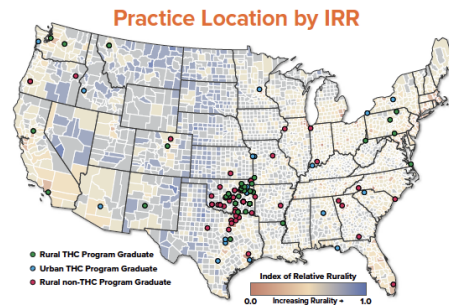 Practice Location by IRR
Rural THC Program Graduate
Urban THC Program Graduate
Rural non-THC Program Graduate
Index of Relative Rurality
0.0 Increasing Rurality 1.0